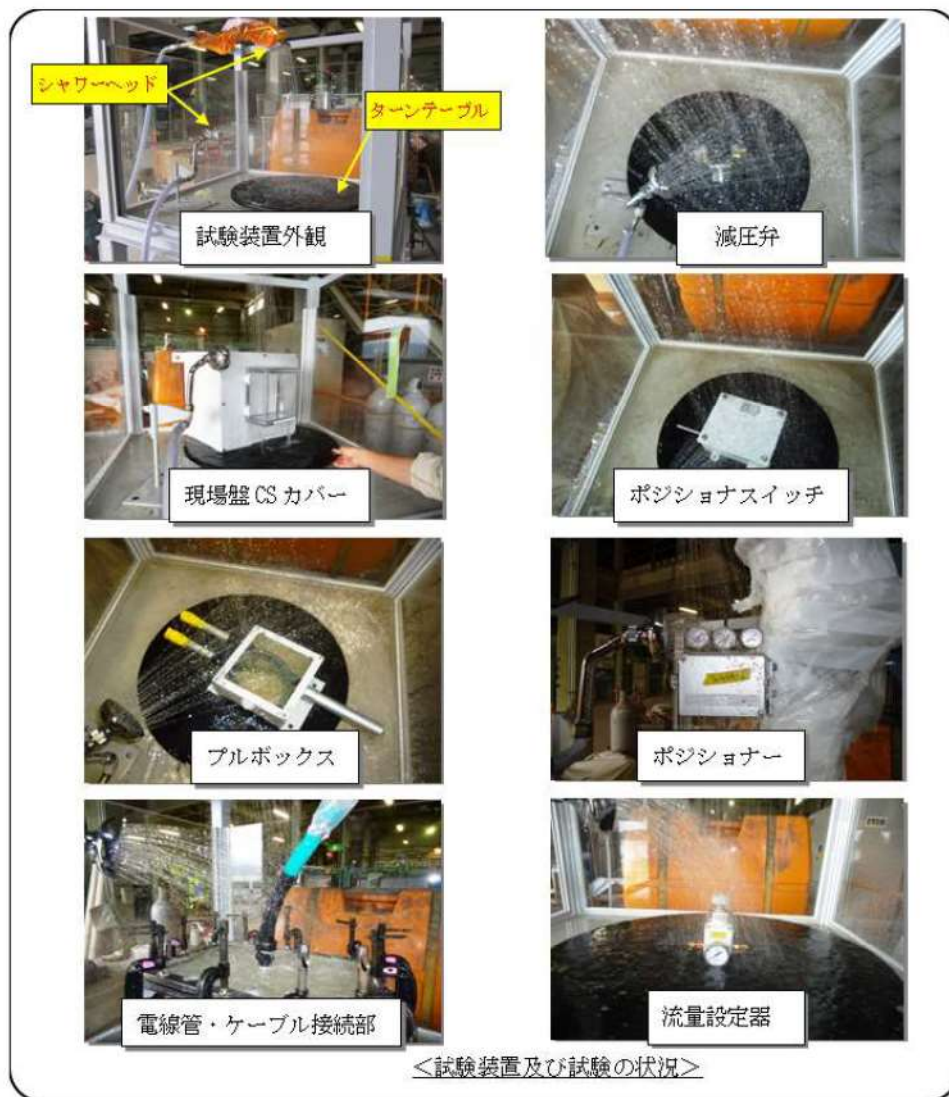 シャワーヘッド
ターンテーブル
試験装置外観
減圧弁
現場盤CSカバー
ポジショナスイッチ
プルボックス
ポジショナー
電線管・ケーブル接続部
流量設定器
＜試験装置及び試験の状況＞